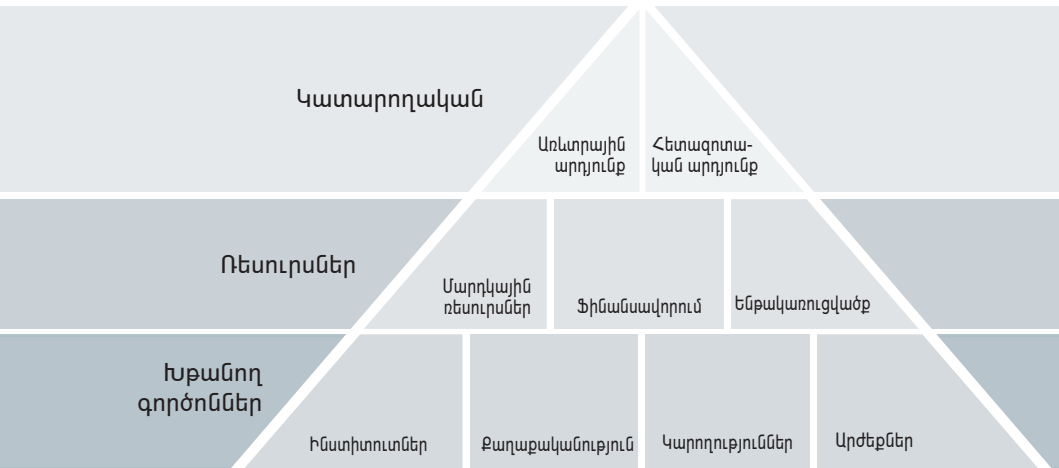 Կատարողական
Առևտրային
արդյունք
Հետազոտա-
կան արդյունք
Ռեսուրսներ
Մարդկային
ռեսուրսներ
Ֆինանսավորում
Ենթակառուցվածք
Խթանող
գործոններ
Ինստիտուտներ
Քաղաքականություն
Կարողություններ
Արժեքներ